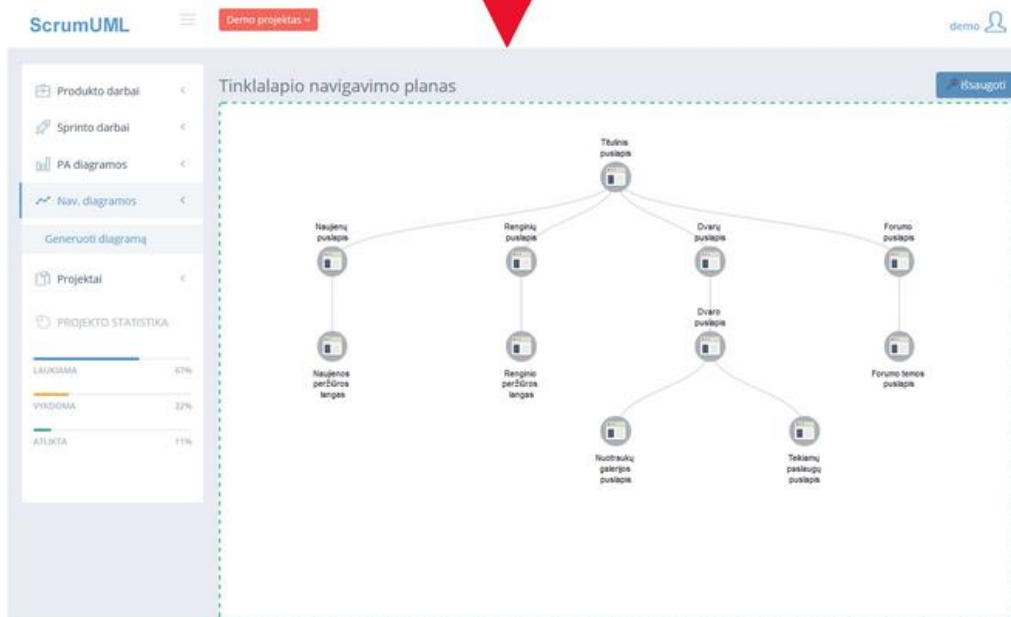 ScrumUML
Demo projektas
demo
Produkto darbai
Sprinto darbai
PA diagramos
Nav. diagramos
Generuoti diagramą
Projektai
PROJEKTO STATISTIKA
LAUKIAMA 67%
VYKDOMA 22%
ATLIKTA 11%
Tinklalapio navigavimo planas
Išsaugoti
Titulinis
puslapis
Naujienų
puslapis
Renginių
puslapis
Dvarų
puslapis
Forumo
puslapis
Dvaro
puslapis
Naujienos
peržiūros
langas
Renginio
peržiūros
langas
Forumo temos
puslapis
Nuotraukų
galerijos
puslapis
Teikiamų
paslaugų
puslapis